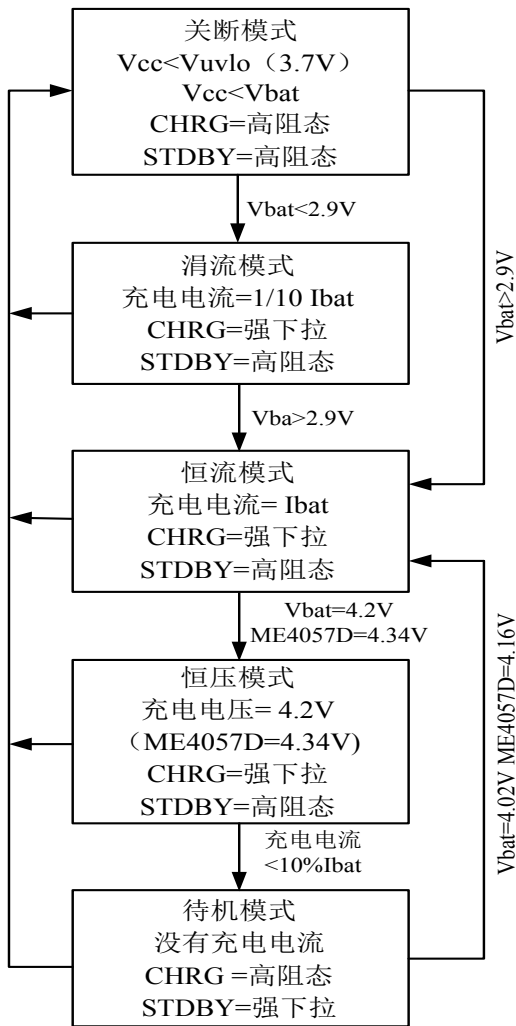 关断模式
Vcc<Vuvlo（3.7V）
Vcc<Vbat
CHRG=高阻态
STDBY=高阻态
Vbat<2.9V
Vbat>2.9V
涓流模式
充电电流=1/10 Ibat
CHRG=强下拉
STDBY=高阻态
Vba>2.9V
恒流模式
充电电流= Ibat
CHRG=强下拉
STDBY=高阻态
Vbat=4.2V
ME4057D=4.34V
Vbat=4.02V ME4057D=4.16V
恒压模式
充电电压= 4.2V
（ME4057D=4.34V)
CHRG=强下拉
STDBY=高阻态
充电电流
<10%Ibat
待机模式
没有充电电流
CHRG =高阻态
STDBY=强下拉